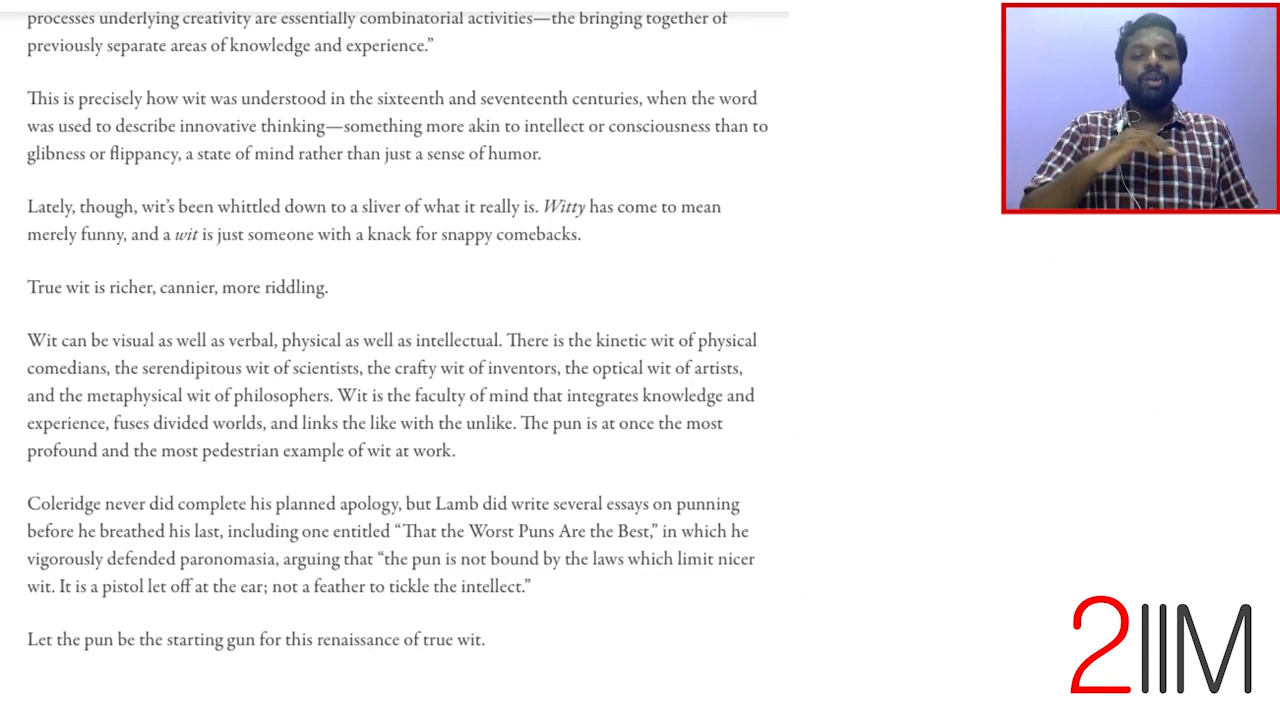 processes underlying creativity are essentially combinatorial activities—the bringing together of
previously separate areas of knowledge and experience.”
This is precisely how wit was understood in the sixteenth and seventeenth centuries, when the word
was used to describe innovative thinking—something more akin to intellect or consciousness than to
glibness or flippancy, a state of mind rather than just a sense of humor.
Lately, though, wit’s been whittled down to a sliver of what it really is. Witty has come to mean
merely funny, and a wit is just someone with a knack for snappy comebacks.
True wit is richer, cannier, more riddling.
Wit can be visual as well as verbal, physical as well as intellectual. There is the kinetic wit of physical
comedians, the serendipitous wit of scientists, the crafty wit of inventors, the optical wit of artists,
and the metaphysical wit of philosophers. Wit is the faculty of mind that integrates knowledge and
experience, fuses divided worlds, and links the like with the unlike. The pun is at once the most
profound and the most pedestrian example of wit at work.
Coleridge never did complete his planned apology, but Lamb did write several essays on punning
before he breathed his last, including one entitled “That the Worst Puns Are the Best,” in which he
vigorously defended paronomasia, arguing that “the pun is not bound by the laws which limit nicer
wit. It is a pistol let off at the ear; not a feather to tickle the intellect.”
Let the pun be the starting gun for this renaissance of true wit.
2IIM